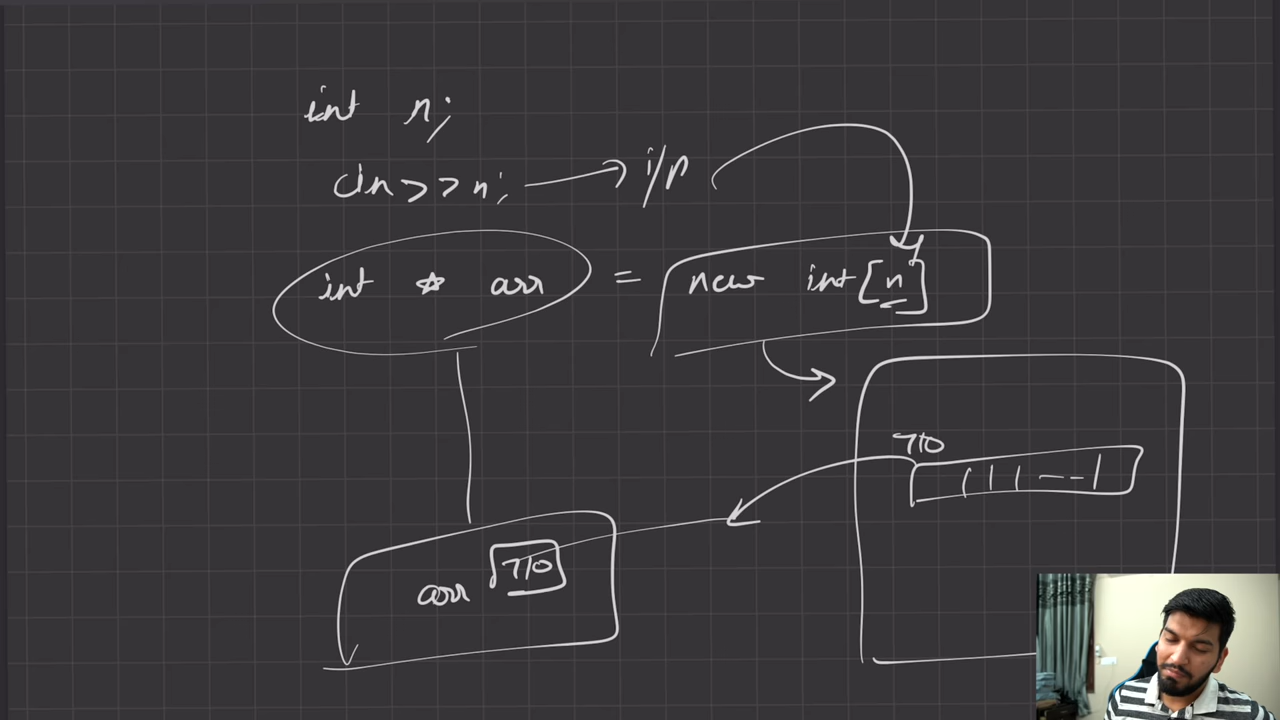 int n;
cin>>n; → i/p
int * arr = new int[n]
710
arr 710